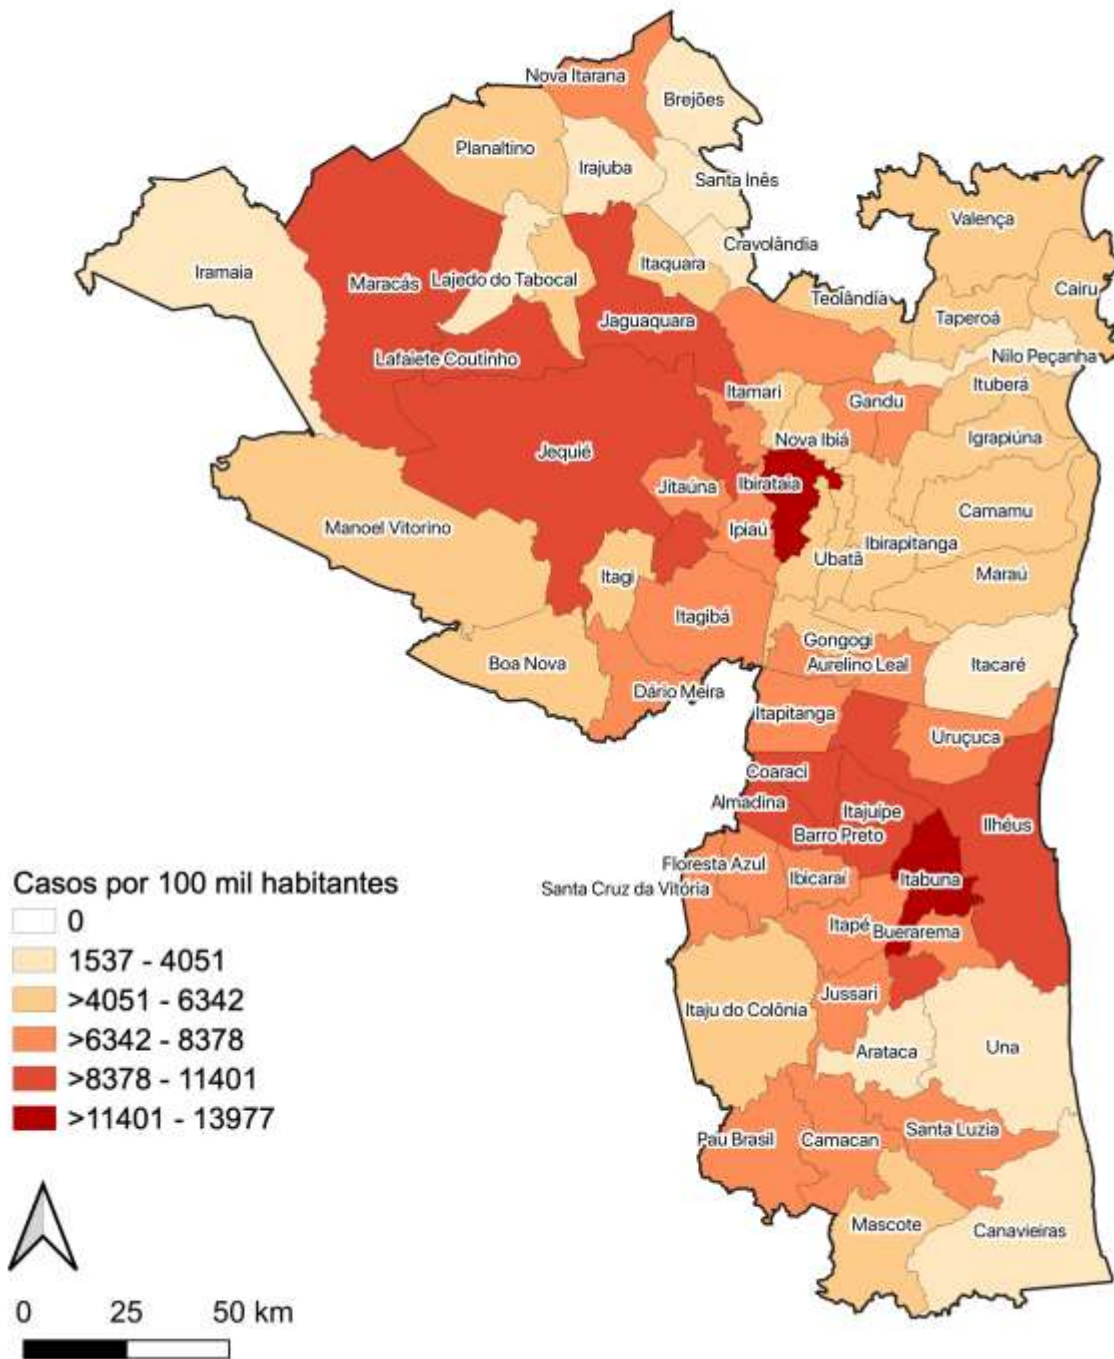 Nova Itarana
Brejões
Planaltino
Irajuba
Santa Inês
Valença
Cravolândia
Iramaia
Maracás
Lajedo do Tabocal
Itaquara
Teolândia
Cairu
Taperoá
Jaguaquara
Lafaiete Coutinho
Nilo Peçanha
Itamari
Gandu
Ituberá
Nova Ibiá
Igrapiúna
Jequié
Jitaúna
Ibirataia
Camamu
Manoel Vitorino
Ipiaú
Ubatã
Ibirapitanga
Itagi
Maraú
Itagibá
Gongogi
Boa Nova
Aurelino Leal
Itacaré
Dário Meira
Itapitanga
Uruçuca
Coaraci
Almadina
Itajuípe
Ilhéus
Barro Preto
Floresta Azul
Ibicaraí
Itabuna
Santa Cruz da Vitória
Itapé
Buerarema
Jussari
Itaju do Colônia
Arataca
Una
Pau Brasil
Camacan
Santa Luzia
Mascote
Canavieiras
Casos por 100 mil habitantes
0
1537 - 4051
>4051 - 6342
>6342 - 8378
>8378 - 11401
>11401 - 13977
0 25 50 km